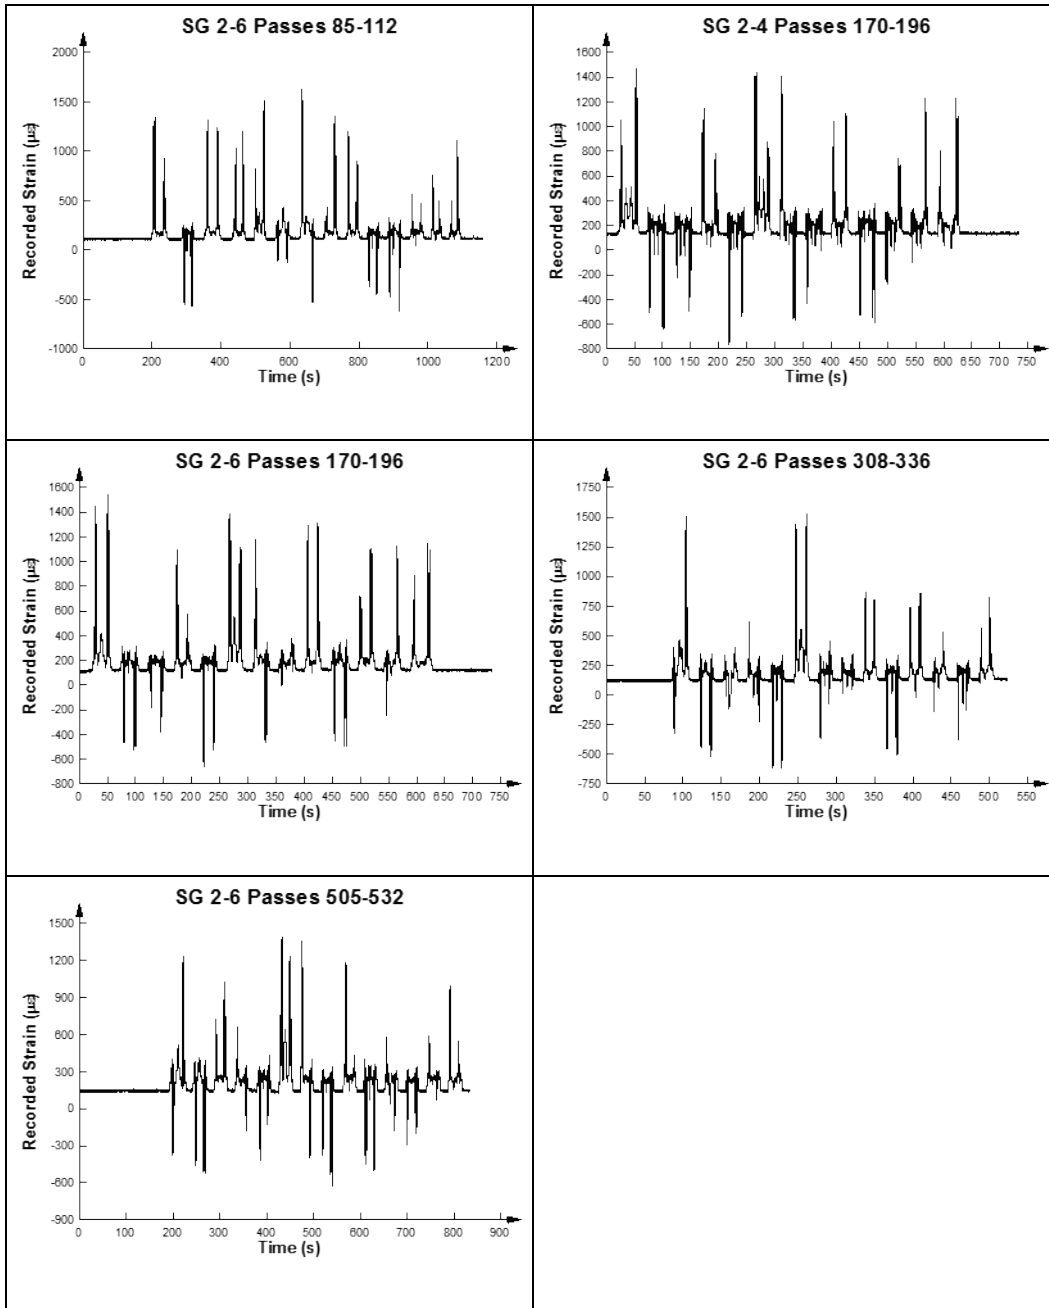 SG 2-6 Passes 85-112
Recorded Strain (µε)
2000
1500
1000
500
0
-500
-1000
0 200 400 600 800 1000 1200
Time (s)
SG 2-4 Passes 170-196
Recorded Strain (µε)
1600
1400
1200
1000
800
600
400
200
0
-200
-400
-600
-800
0 50 100 150 200 250 300 350 400 450 500 550 600 650 700 750
Time (s)
SG 2-6 Passes 170-196
Recorded Strain (µε)
1600
1400
1200
1000
800
600
400
200
0
-200
-400
-600
-800
0 50 100 150 200 250 300 350 400 450 500 550 600 650 700 750
Time (s)
SG 2-6 Passes 308-336
Recorded Strain (µε)
1750
1500
1250
1000
750
500
250
0
-250
-500
-750
0 50 100 150 200 250 300 350 400 450 500 550
Time (s)
SG 2-6 Passes 505-532
Recorded Strain (µε)
1500
1200
900
600
300
0
-300
-600
-900
0 100 200 300 400 500 600 700 800 900
Time (s)